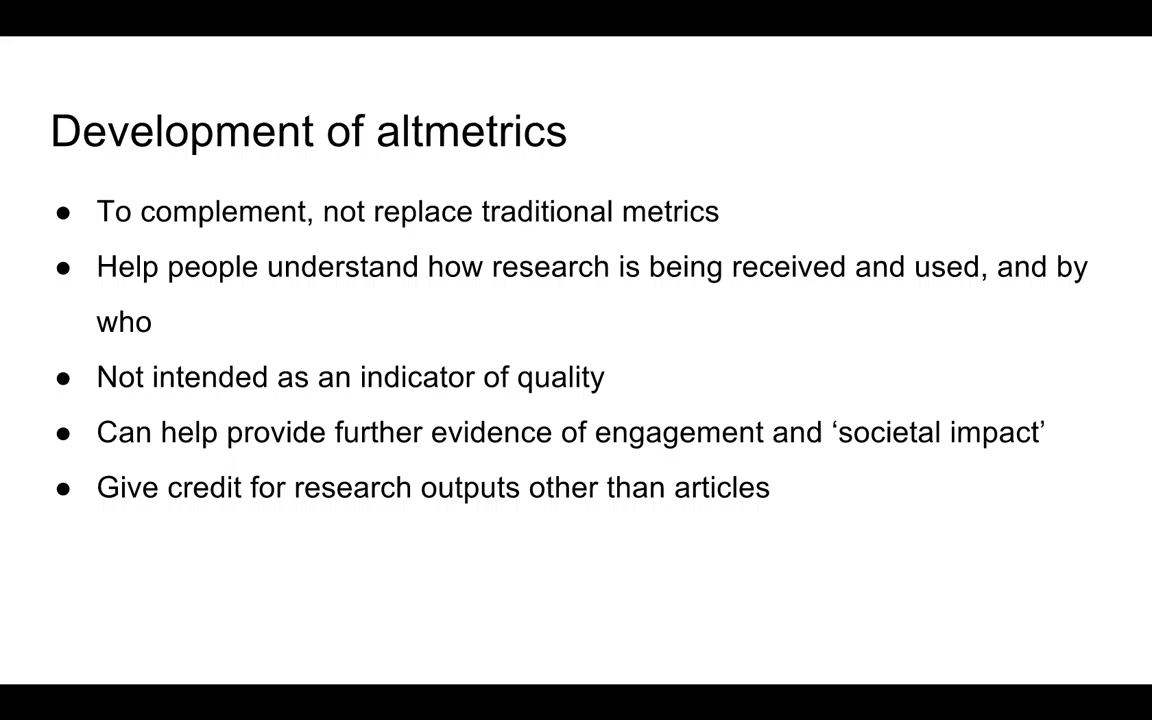 Development of altmetrics
● To complement, not replace traditional metrics
● Help people understand how research is being received and used, and by
who
● Not intended as an indicator of quality
● Can help provide further evidence of engagement and ‘societal impact’
● Give credit for research outputs other than articles